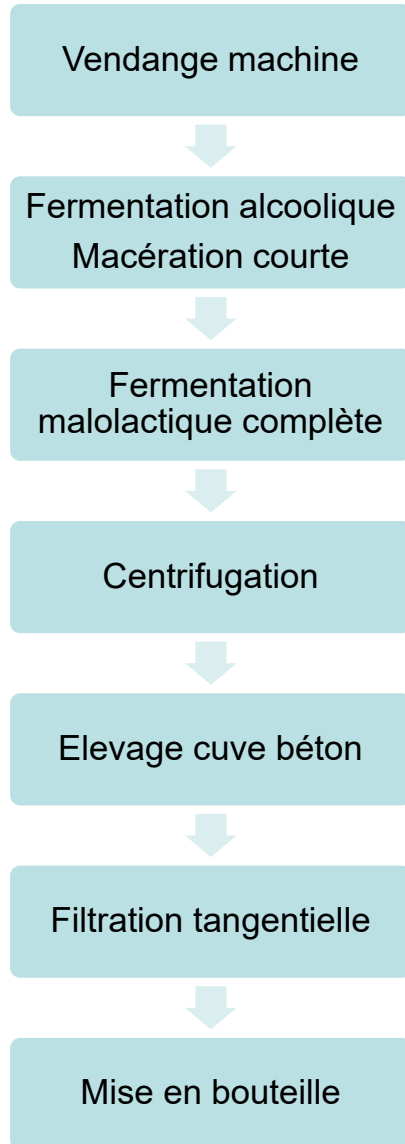 Vendange machine
Fermentation alcoolique
Macération courte
Fermentation
malolactique complète
Centrifugation
Elevage cuve béton
Filtration tangentielle
Mise en bouteille